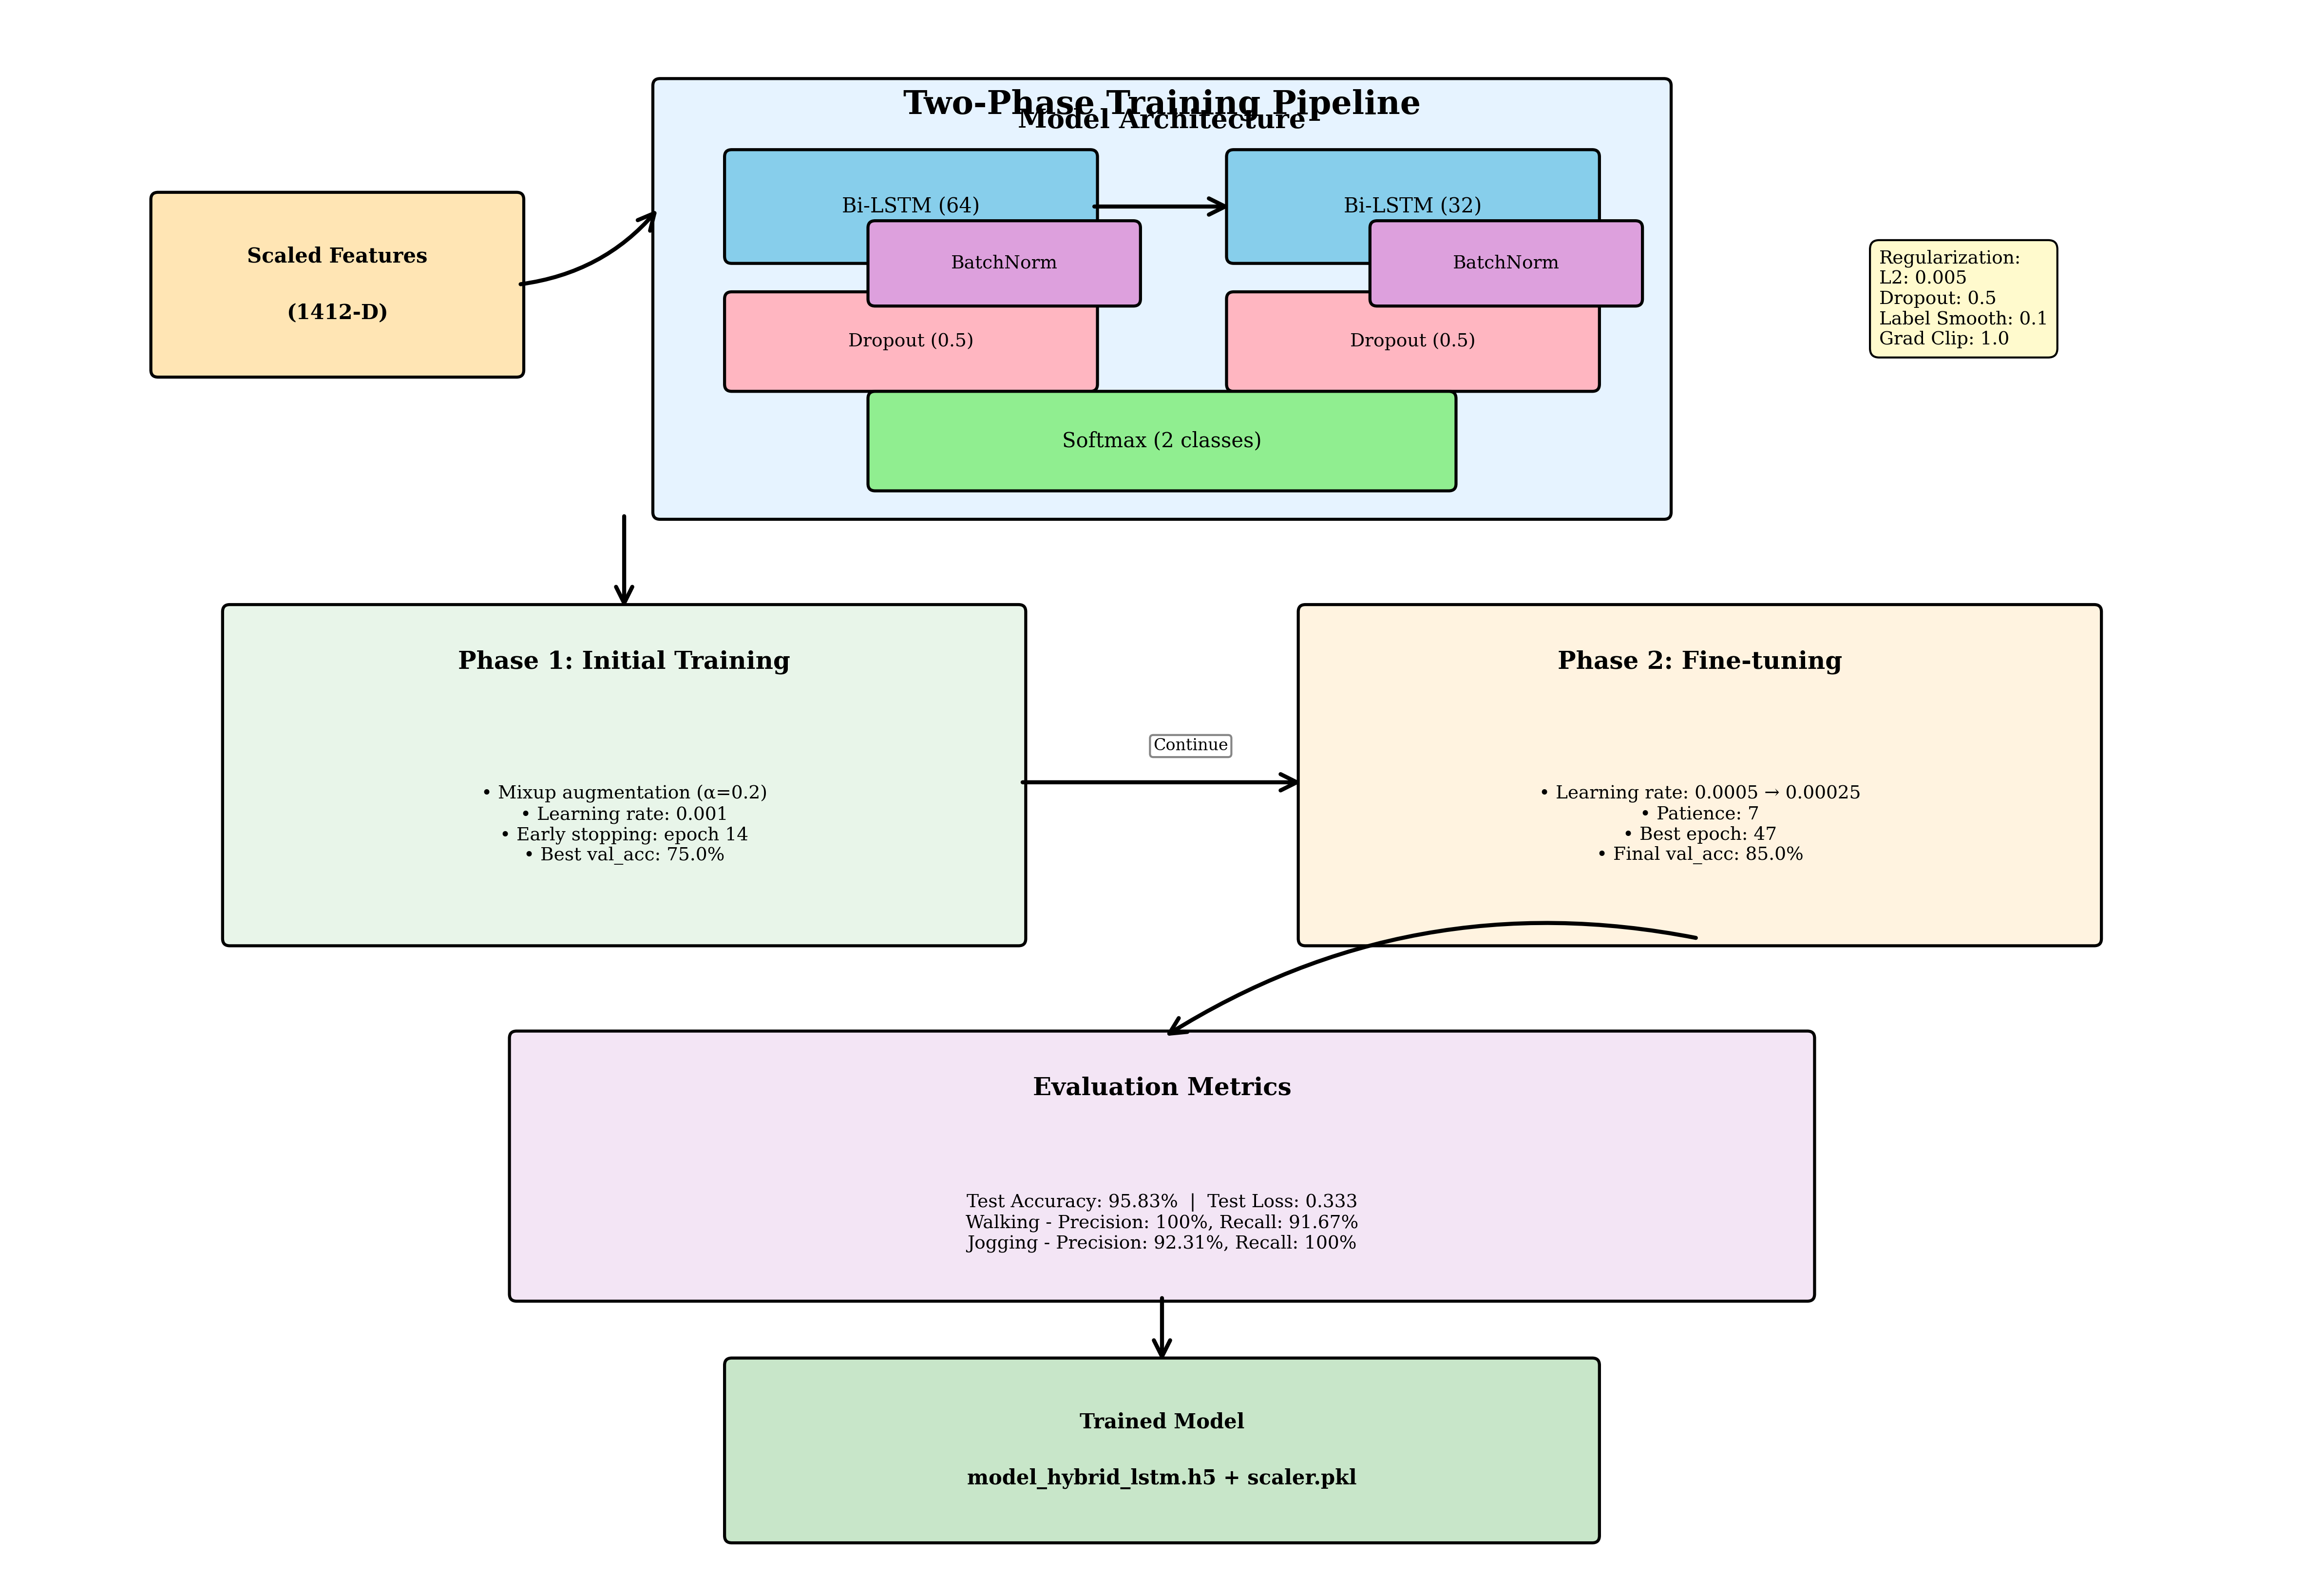 Two-Phase Training Pipeline
Model Architecture
Scaled Features
(1412-D)
Bi-LSTM (64)
Bi-LSTM (32)
BatchNorm
BatchNorm
Dropout (0.5)
Dropout (0.5)
Softmax (2 classes)
Regularization:
L2: 0.005
Dropout: 0.5
Label Smooth: 0.1
Grad Clip: 1.0
Phase 1: Initial Training
• Mixup augmentation (α=0.2)
• Learning rate: 0.001
• Early stopping: epoch 14
• Best val_acc: 75.0%
Continue
Phase 2: Fine-tuning
• Learning rate: 0.0005 → 0.00025
• Patience: 7
• Best epoch: 47
• Final val_acc: 85.0%
Evaluation Metrics
Test Accuracy: 95.83% | Test Loss: 0.333
Walking - Precision: 100%, Recall: 91.67%
Jogging - Precision: 92.31%, Recall: 100%
Trained Model
model_hybrid_lstm.h5 + scaler.pkl